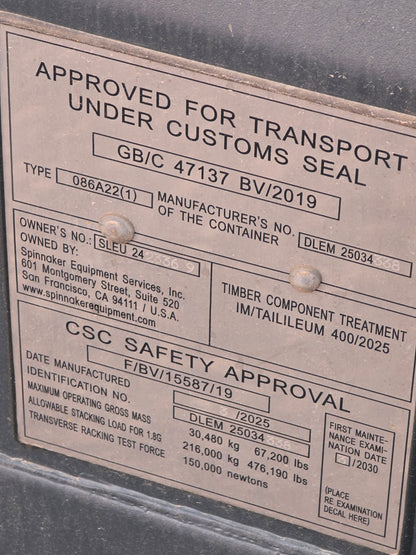 APPROVED FOR TRANSPORT
UNDER CUSTOMS SEAL
GB/C 47137 BV/2019
TYPE 086A22(1) MANUFACTURER'S NO.
OF THE CONTAINER DLEM 25034
OWNER'S NO.: SLEU 24
OWNED BY:
Spinnaker Equipment Services, Inc.
601 Montgomery Street, Suite 520
San Francisco, CA 94111 / U.S.A.
www.spinnakerequipment.com
TIMBER COMPONENT TREATMENT
IM/TAILILEUM 400/2025
CSC SAFETY APPROVAL
F/BV/15587/19
DATE MANUFACTURED /2025
IDENTIFICATION NO. DLEM 25034
MAXIMUM OPERATING GROSS MASS 30,480 kg 67,200 lbs
ALLOWABLE STACKING LOAD FOR 1.8G 216,000 kg 476,190 lbs
TRANSVERSE RACKING TEST FORCE 150,000 newtons
FIRST MAINTE-
NANCE EXAMI-
NATION DATE
/2030
(PLACE
RE EXAMINATION
DECAL HERE)